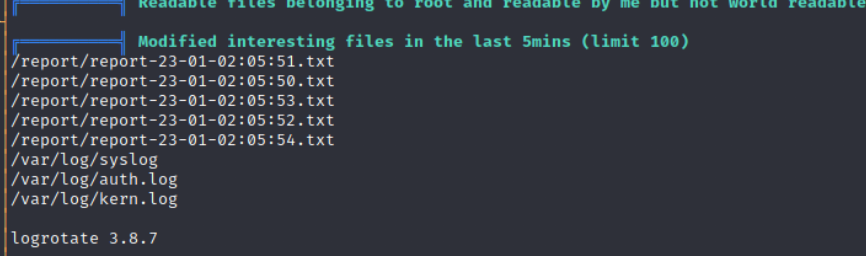 Readable files belonging to root and readable by me but not world readable
Modified interesting files in the last 5mins (limit 100)
/report/report-23-01-02:05:51.txt
/report/report-23-01-02:05:50.txt
/report/report-23-01-02:05:53.txt
/report/report-23-01-02:05:52.txt
/report/report-23-01-02:05:54.txt
/var/log/syslog
/var/log/auth.log
/var/log/kern.log
logrotate 3.8.7